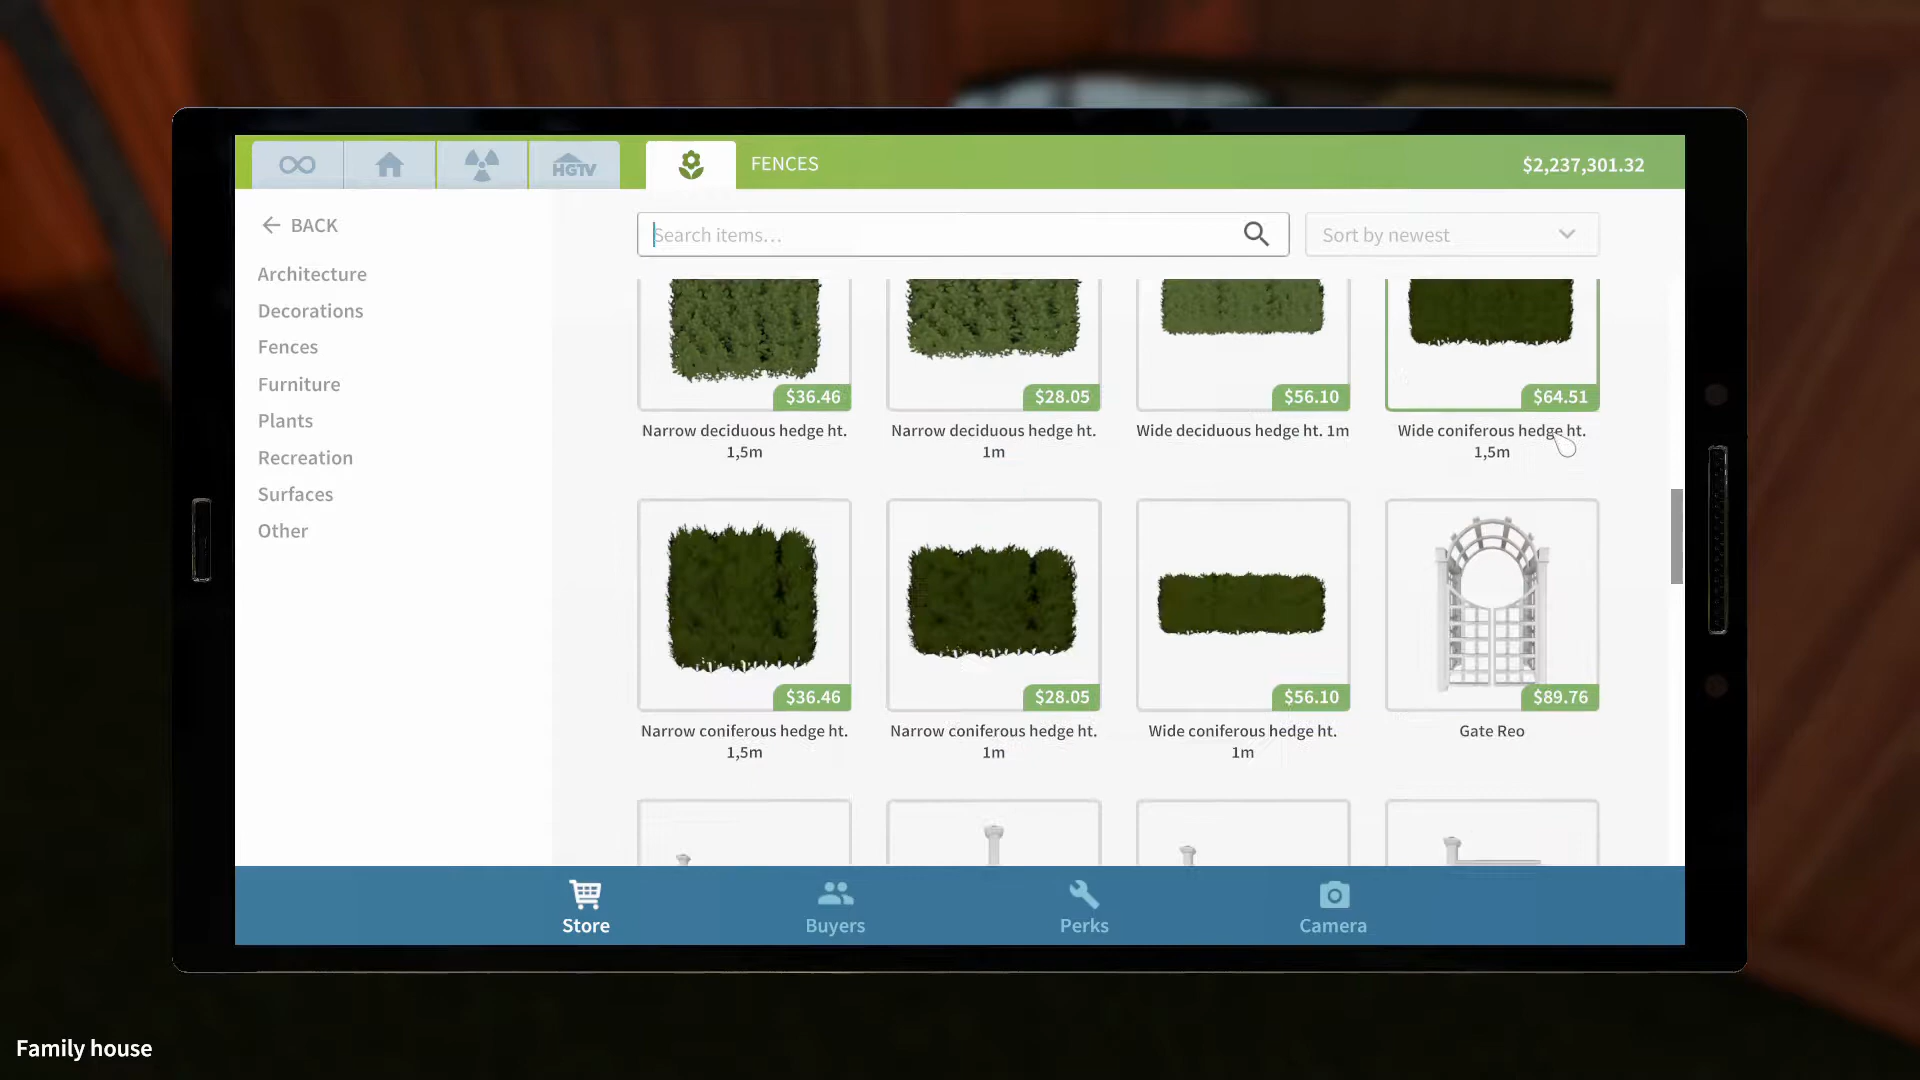 HGTV
FENCES
$2,237,301.32
BACK
Search items...
Sort by newest
Architecture
Decorations
Fences
Furniture
Plants
Recreation
Surfaces
Other
$36.46
$28.05
$56.10
$64.51
Narrow deciduous hedge ht.
1,5m
Narrow deciduous hedge ht.
1m
Wide deciduous hedge ht. 1m
Wide coniferous hedge ht.
1,5m
$36.46
$28.05
$56.10
$89.76
Narrow coniferous hedge ht.
1,5m
Narrow coniferous hedge ht.
1m
Wide coniferous hedge ht.
1m
Gate Reo
Store
Buyers
Perks
Camera
Family house